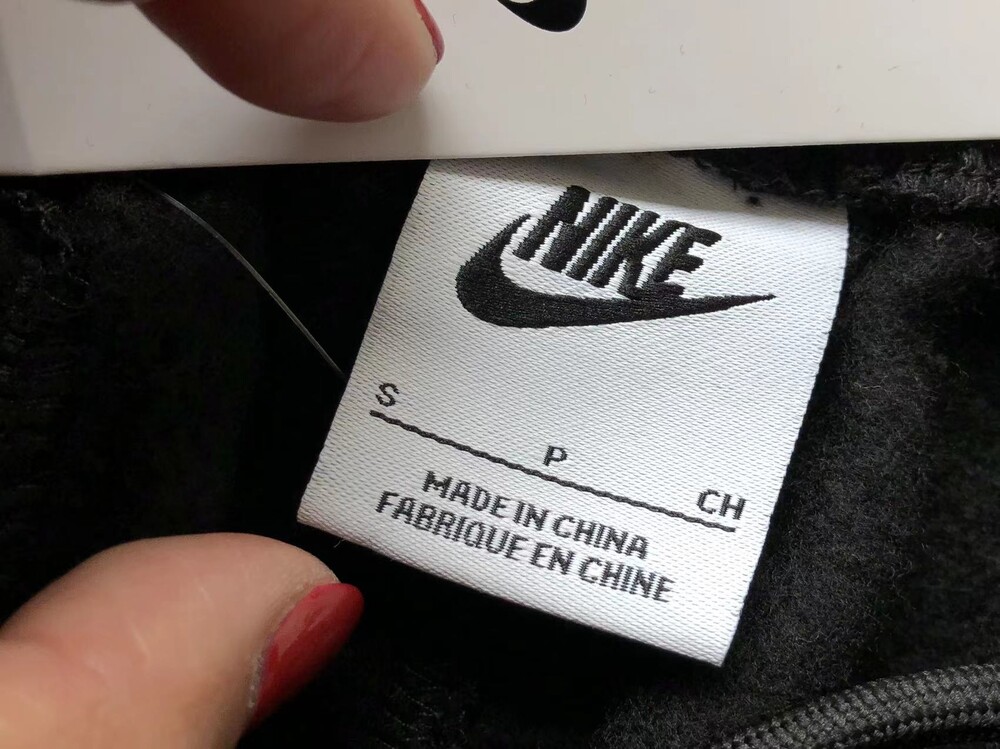 NIKE
S
P
CH
MADE IN CHINA
FABRIQUE EN CHINE